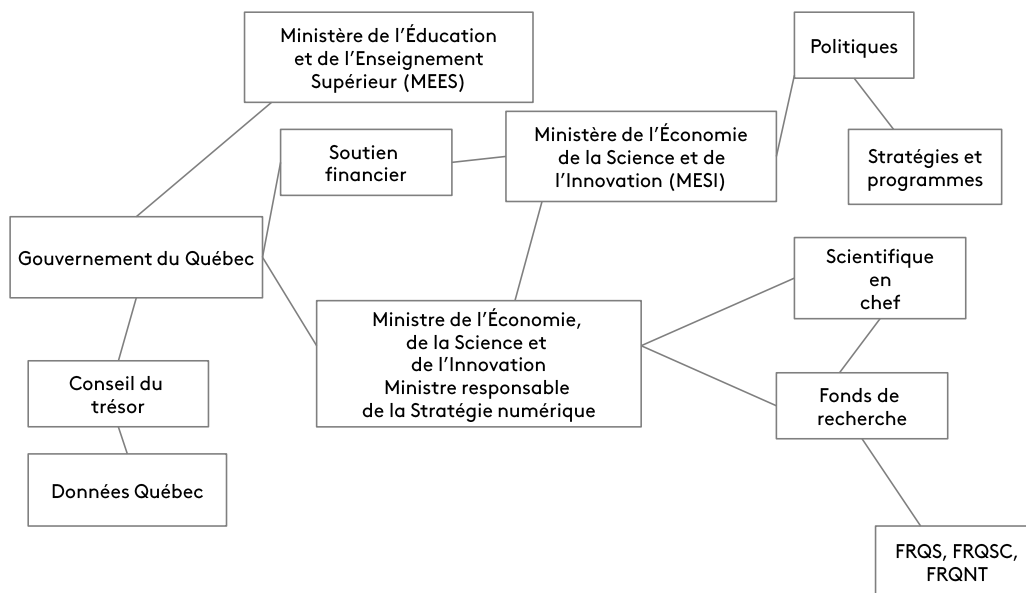 Ministère de l’Éducation
et de l’Enseignement
Supérieur (MEES)
Politiques
Soutien
financier
Ministère de l’Économie
de la Science et de
l’Innovation (MESI)
Stratégies et
programmes
Gouvernement du Québec
Scientifique
en
chef
Ministre de l’Économie,
de la Science et
de l’Innovation
Ministre responsable
de la Stratégie numérique
Conseil du
trésor
Fonds de
recherche
Données Québec
FRQS, FRQSC,
FRQNT